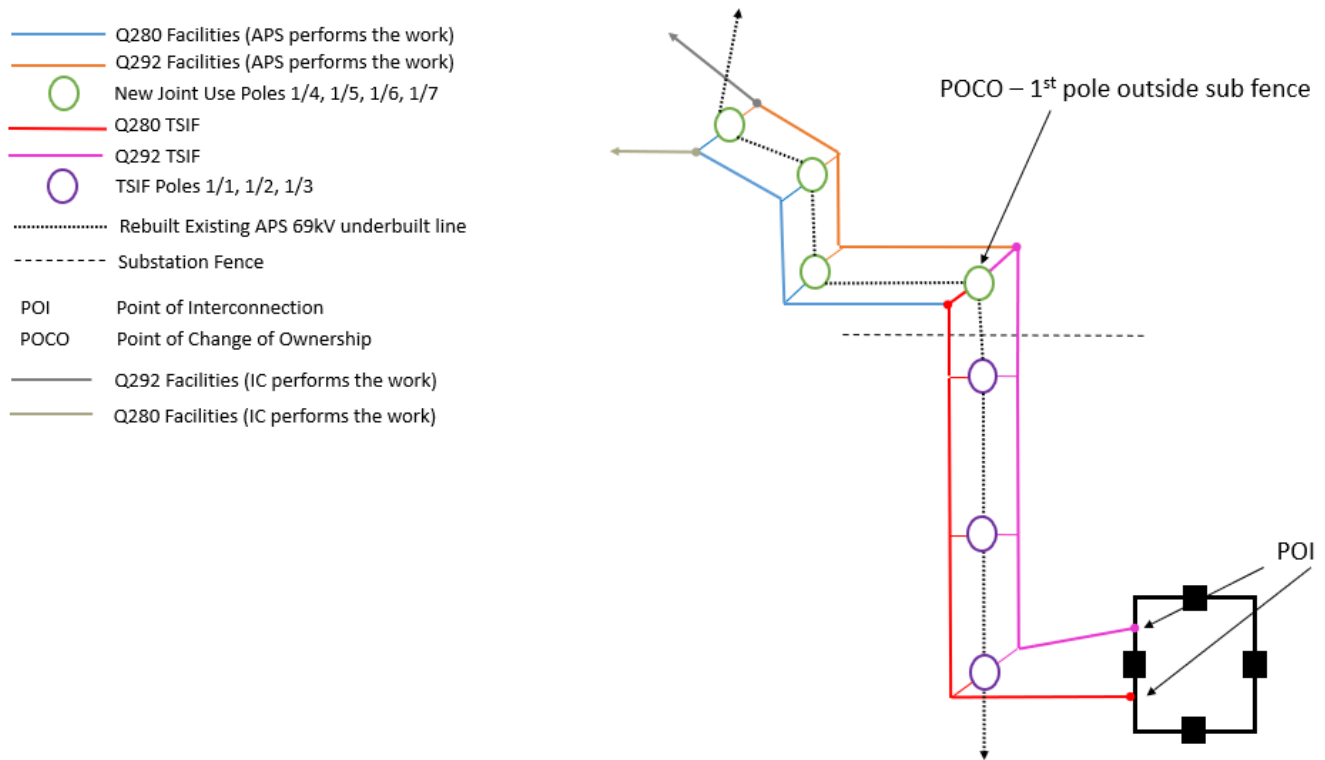 Q280 Facilities (APS performs the work)
Q292 Facilities (APS performs the work)
New Joint Use Poles 1/4, 1/5, 1/6, 1/7
Q280 TSIF
Q292 TSIF
TSIF Poles 1/1, 1/2, 1/3
Rebuilt Existing APS 69kV underbuilt line
Substation Fence
POI Point of Interconnection
POCO Point of Change of Ownership
Q292 Facilities (IC performs the work)
Q280 Facilities (IC performs the work)
POCO – 1st pole outside sub fence
POI